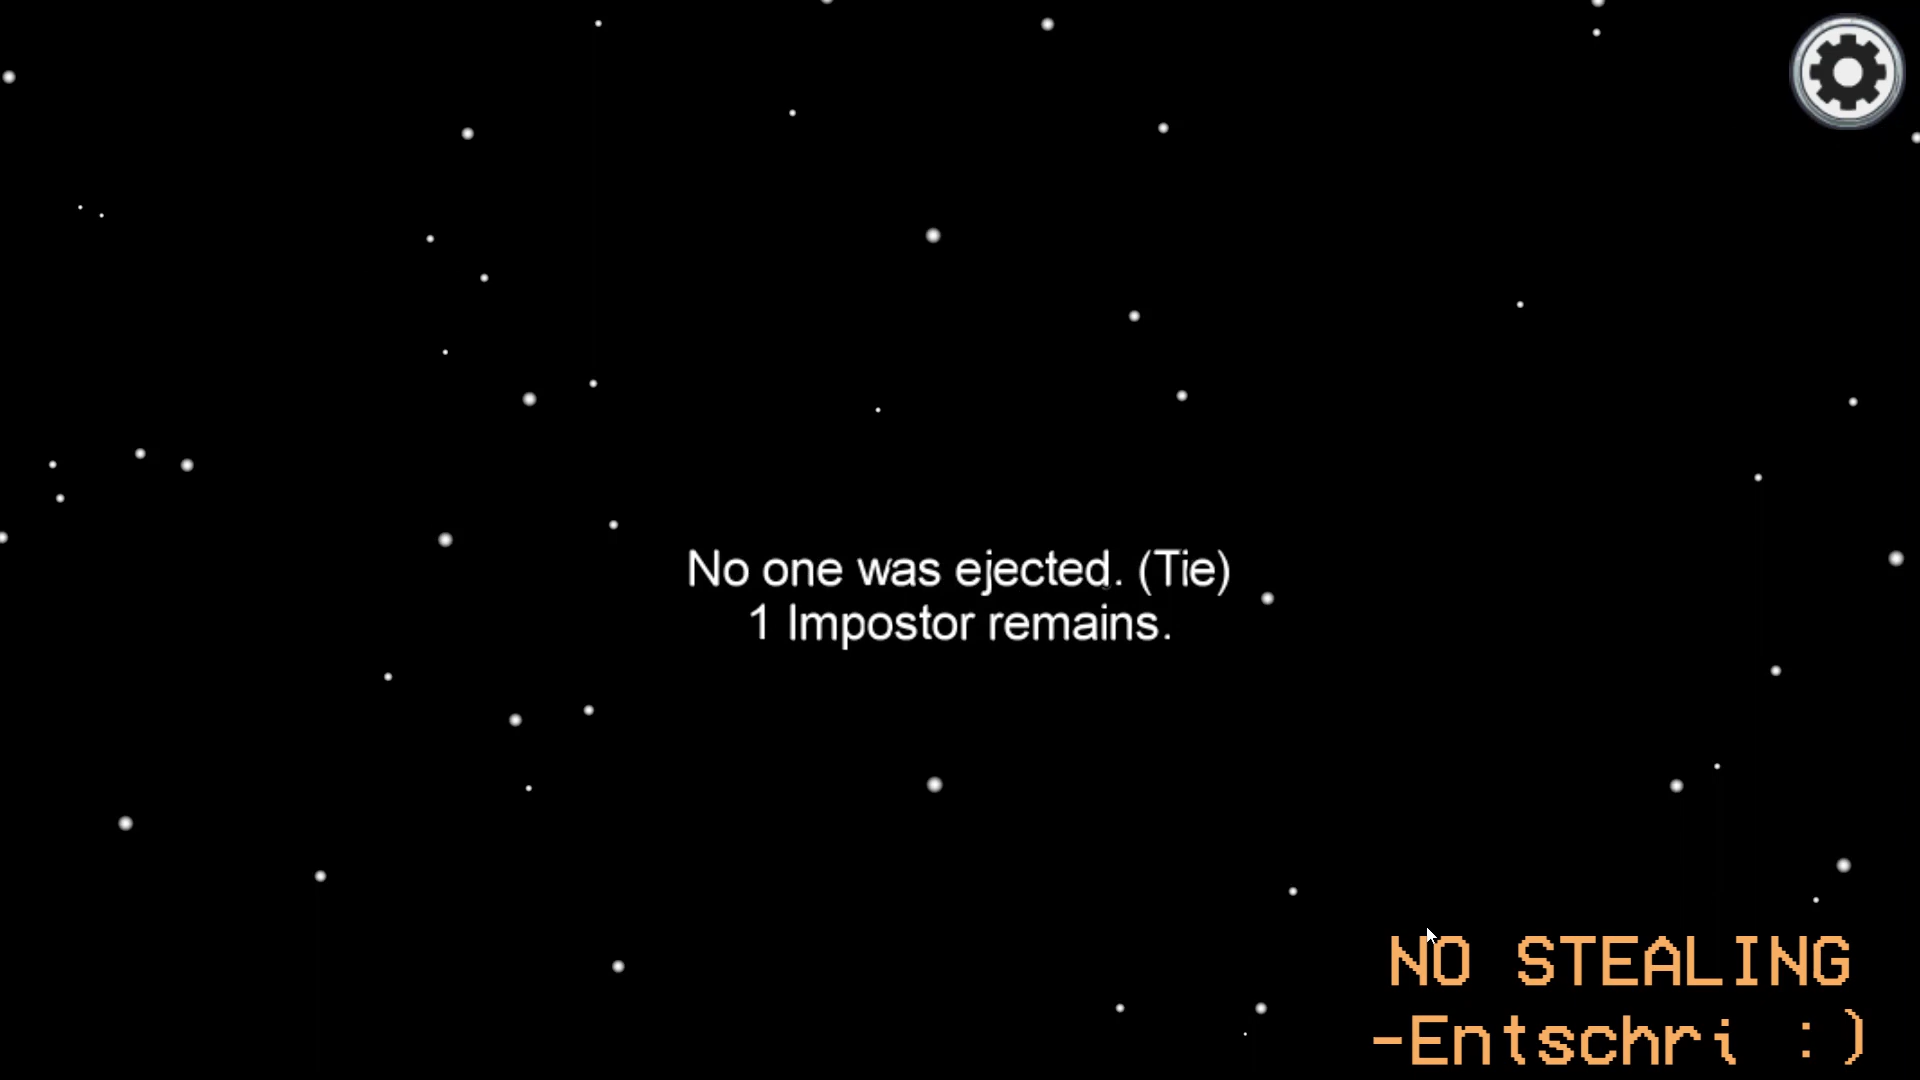 No one was ejected. (Tie)
1 Impostor remains.
NO STEALING
-Entschri :)